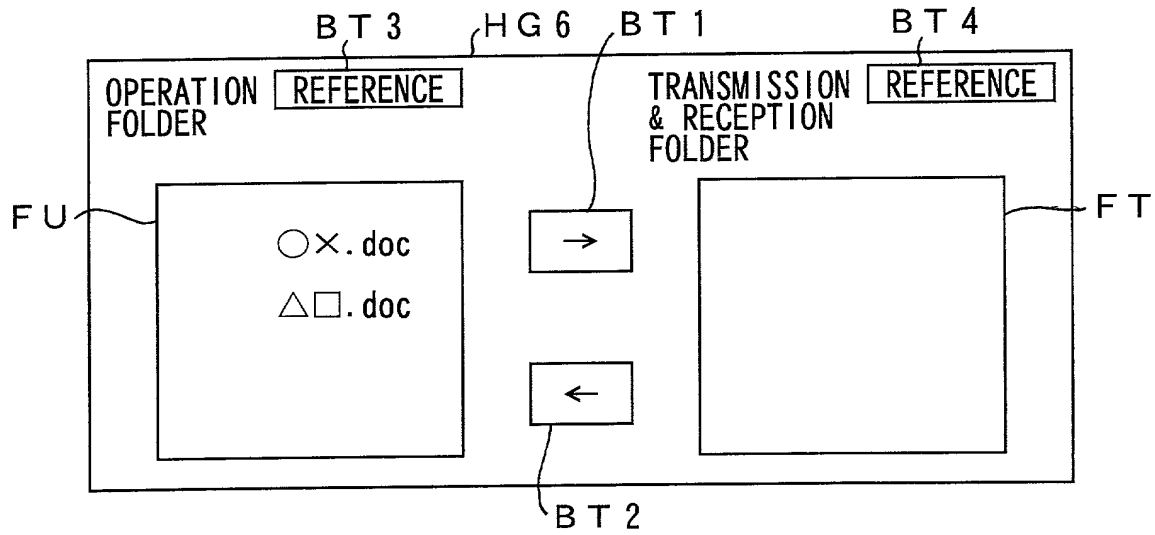 BT3
HG6
BT1
BT4
OPERATION
FOLDER
REFERENCE
TRANSMISSION
& RECEPTION
FOLDER
REFERENCE
FU
FT
○×.doc
→
△□.doc
←
BT2